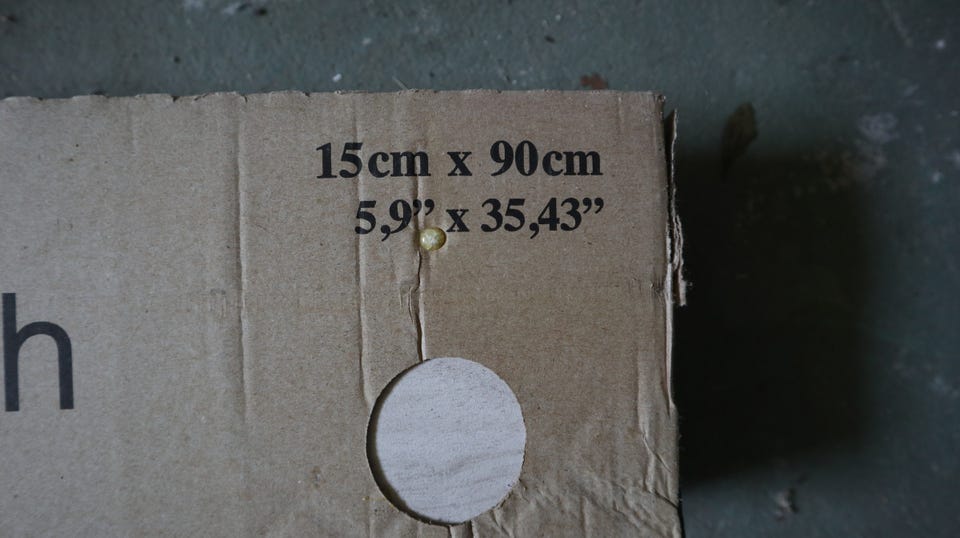 15cm x 90cm
5,9” x 35,43”
h